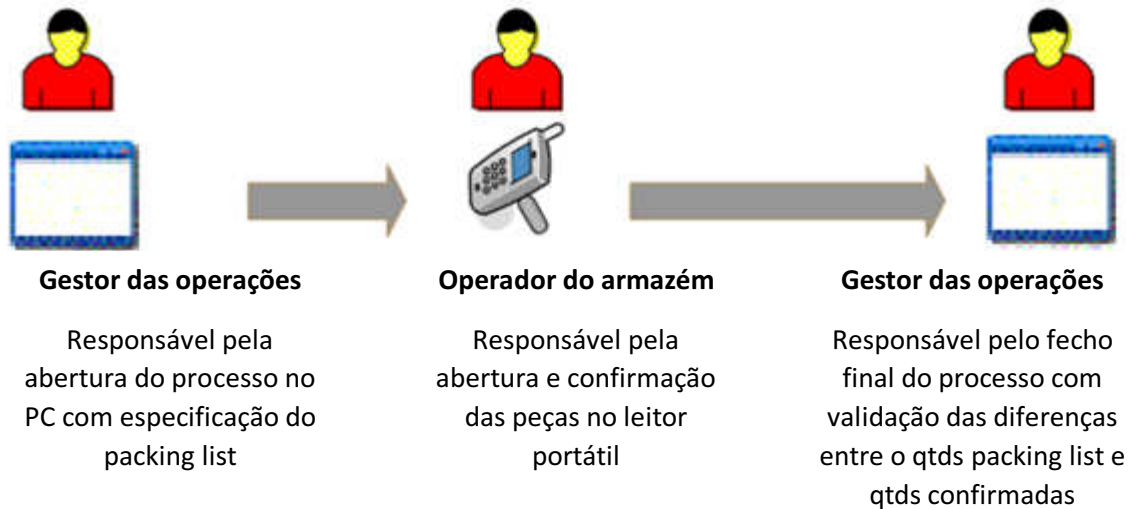 Gestor das operações
Responsável pela
abertura do processo no
PC com especificação do
packing list
Operador do armazém
Responsável pela
abertura e confirmação
das peças no leitor
portátil
Gestor das operações
Responsável pelo fecho
final do processo com
validação das diferenças
entre o qtds packing list e
qtds confirmadas